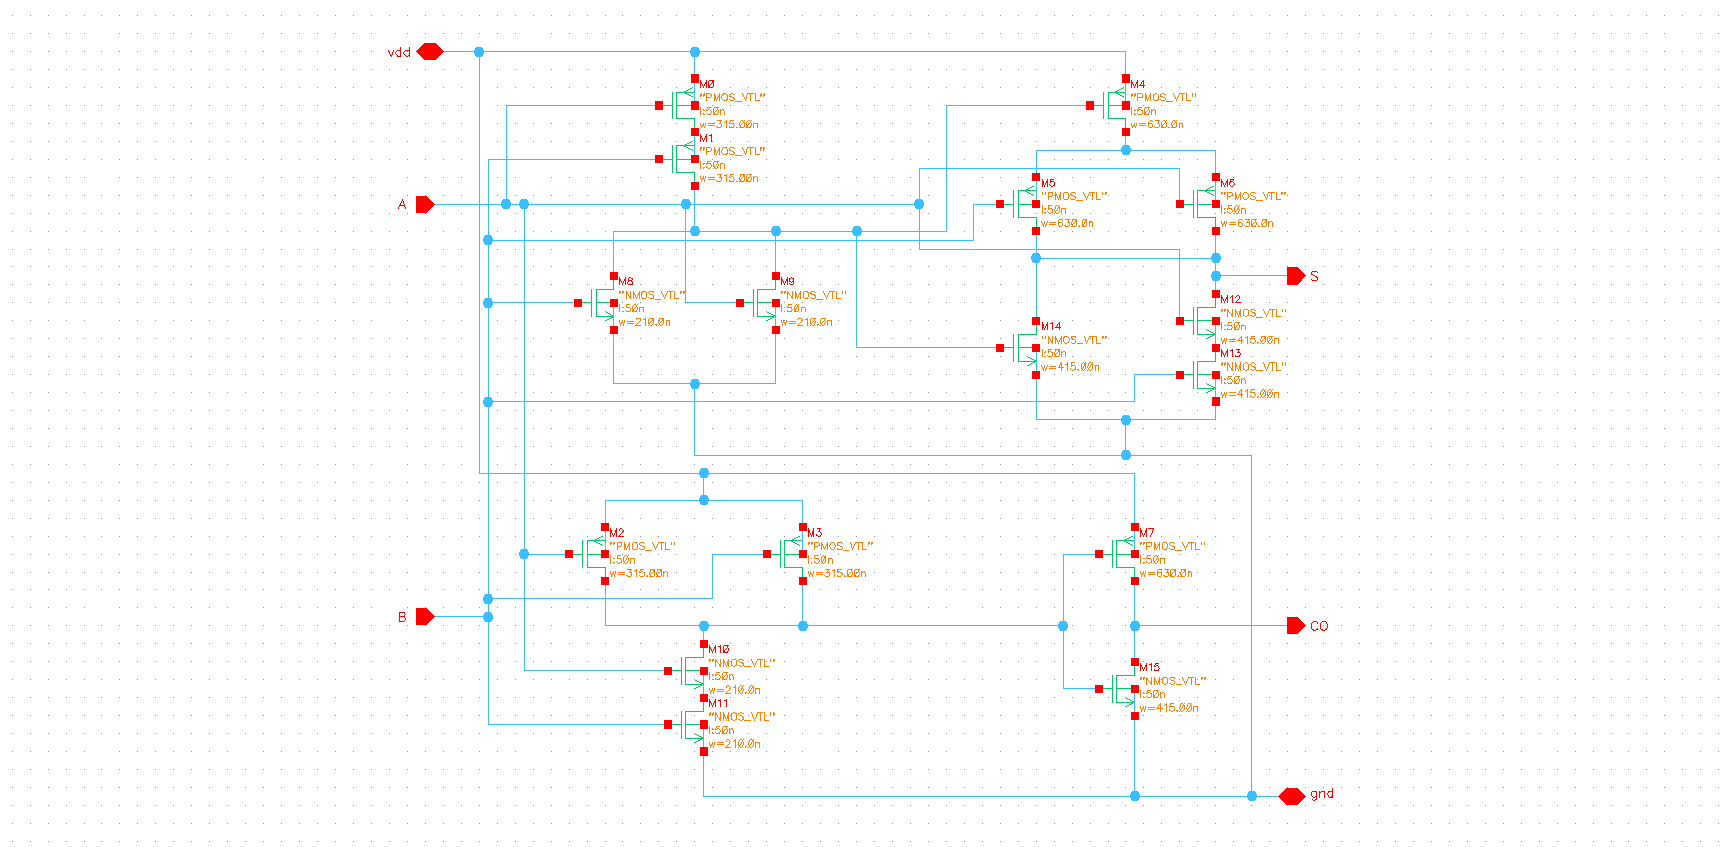 vdd
M0
"PMOS_VTL"
l:50n
w=315.00n
M1
"PMOS_VTL"
l:50n
w=315.00n
M4
"PMOS_VTL"
l:50n
w=630.0n
A
M5
"PMOS_VTL"
l:50n
w=630.0n
M6
"PMOS_VTL"
l:50n
w=630.0n
S
M8
"NMOS_VTL"
l:50n
w=210.0n
M9
"NMOS_VTL"
l:50n
w=210.0n
M14
"NMOS_VTL"
l:50n
w=415.00n
M12
"NMOS_VTL"
l:50n
w=415.00n
M13
"NMOS_VTL"
l:50n
w=415.00n
M2
"PMOS_VTL"
l:50n
w=315.00n
M3
"PMOS_VTL"
l:50n
w=315.00n
M7
"PMOS_VTL"
l:50n
w=630.0n
B
CO
M10
"NMOS_VTL"
l:50n
w=210.0n
M11
"NMOS_VTL"
l:50n
w=210.0n
M15
"NMOS_VTL"
l:50n
w=415.00n
gnd